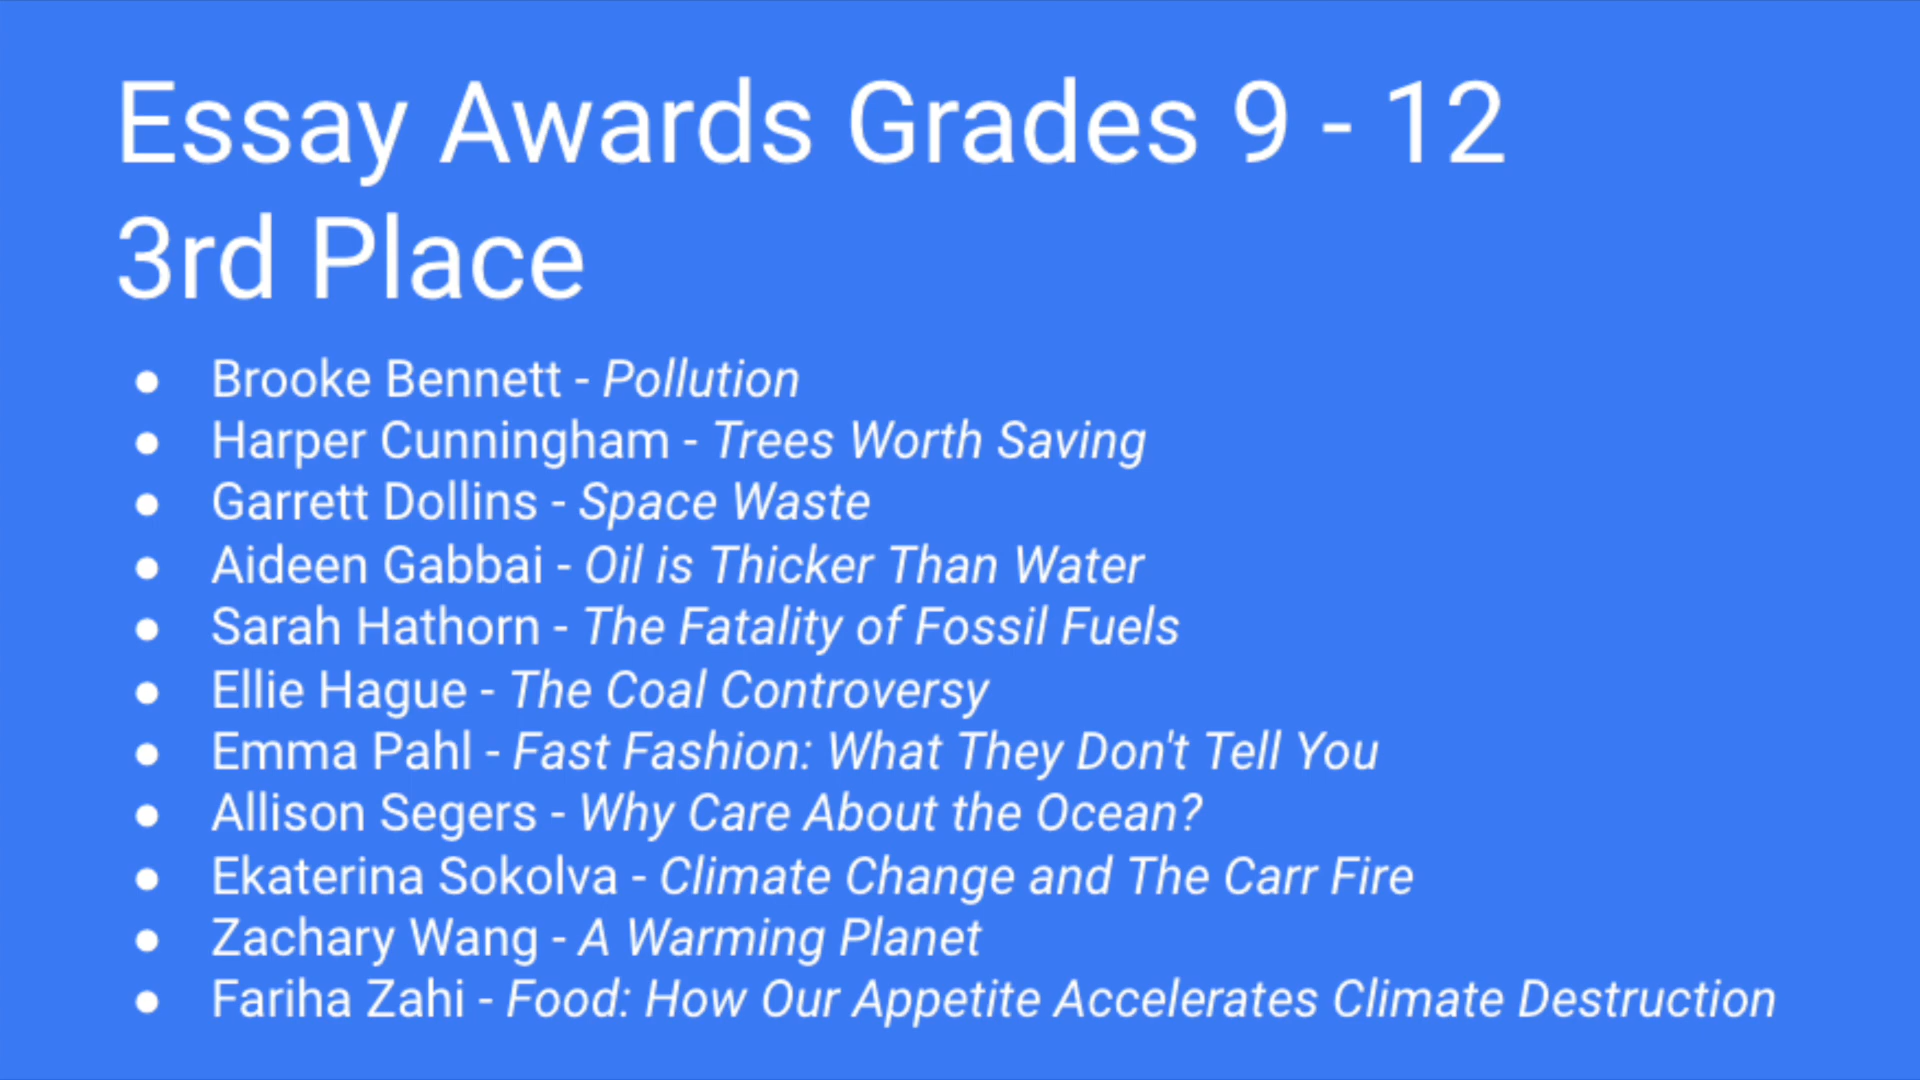 Essay Awards Grades 9 - 12
3rd Place
● Brooke Bennett - Pollution
● Harper Cunningham - Trees Worth Saving
● Garrett Dollins - Space Waste
● Aideen Gabbai - Oil is Thicker Than Water
● Sarah Hathorn - The Fatality of Fossil Fuels
● Ellie Hague - The Coal Controversy
● Emma Pahl - Fast Fashion: What They Don't Tell You
● Allison Segers - Why Care About the Ocean?
● Ekaterina Sokolva - Climate Change and The Carr Fire
● Zachary Wang - A Warming Planet
● Fariha Zahi - Food: How Our Appetite Accelerates Climate Destruction